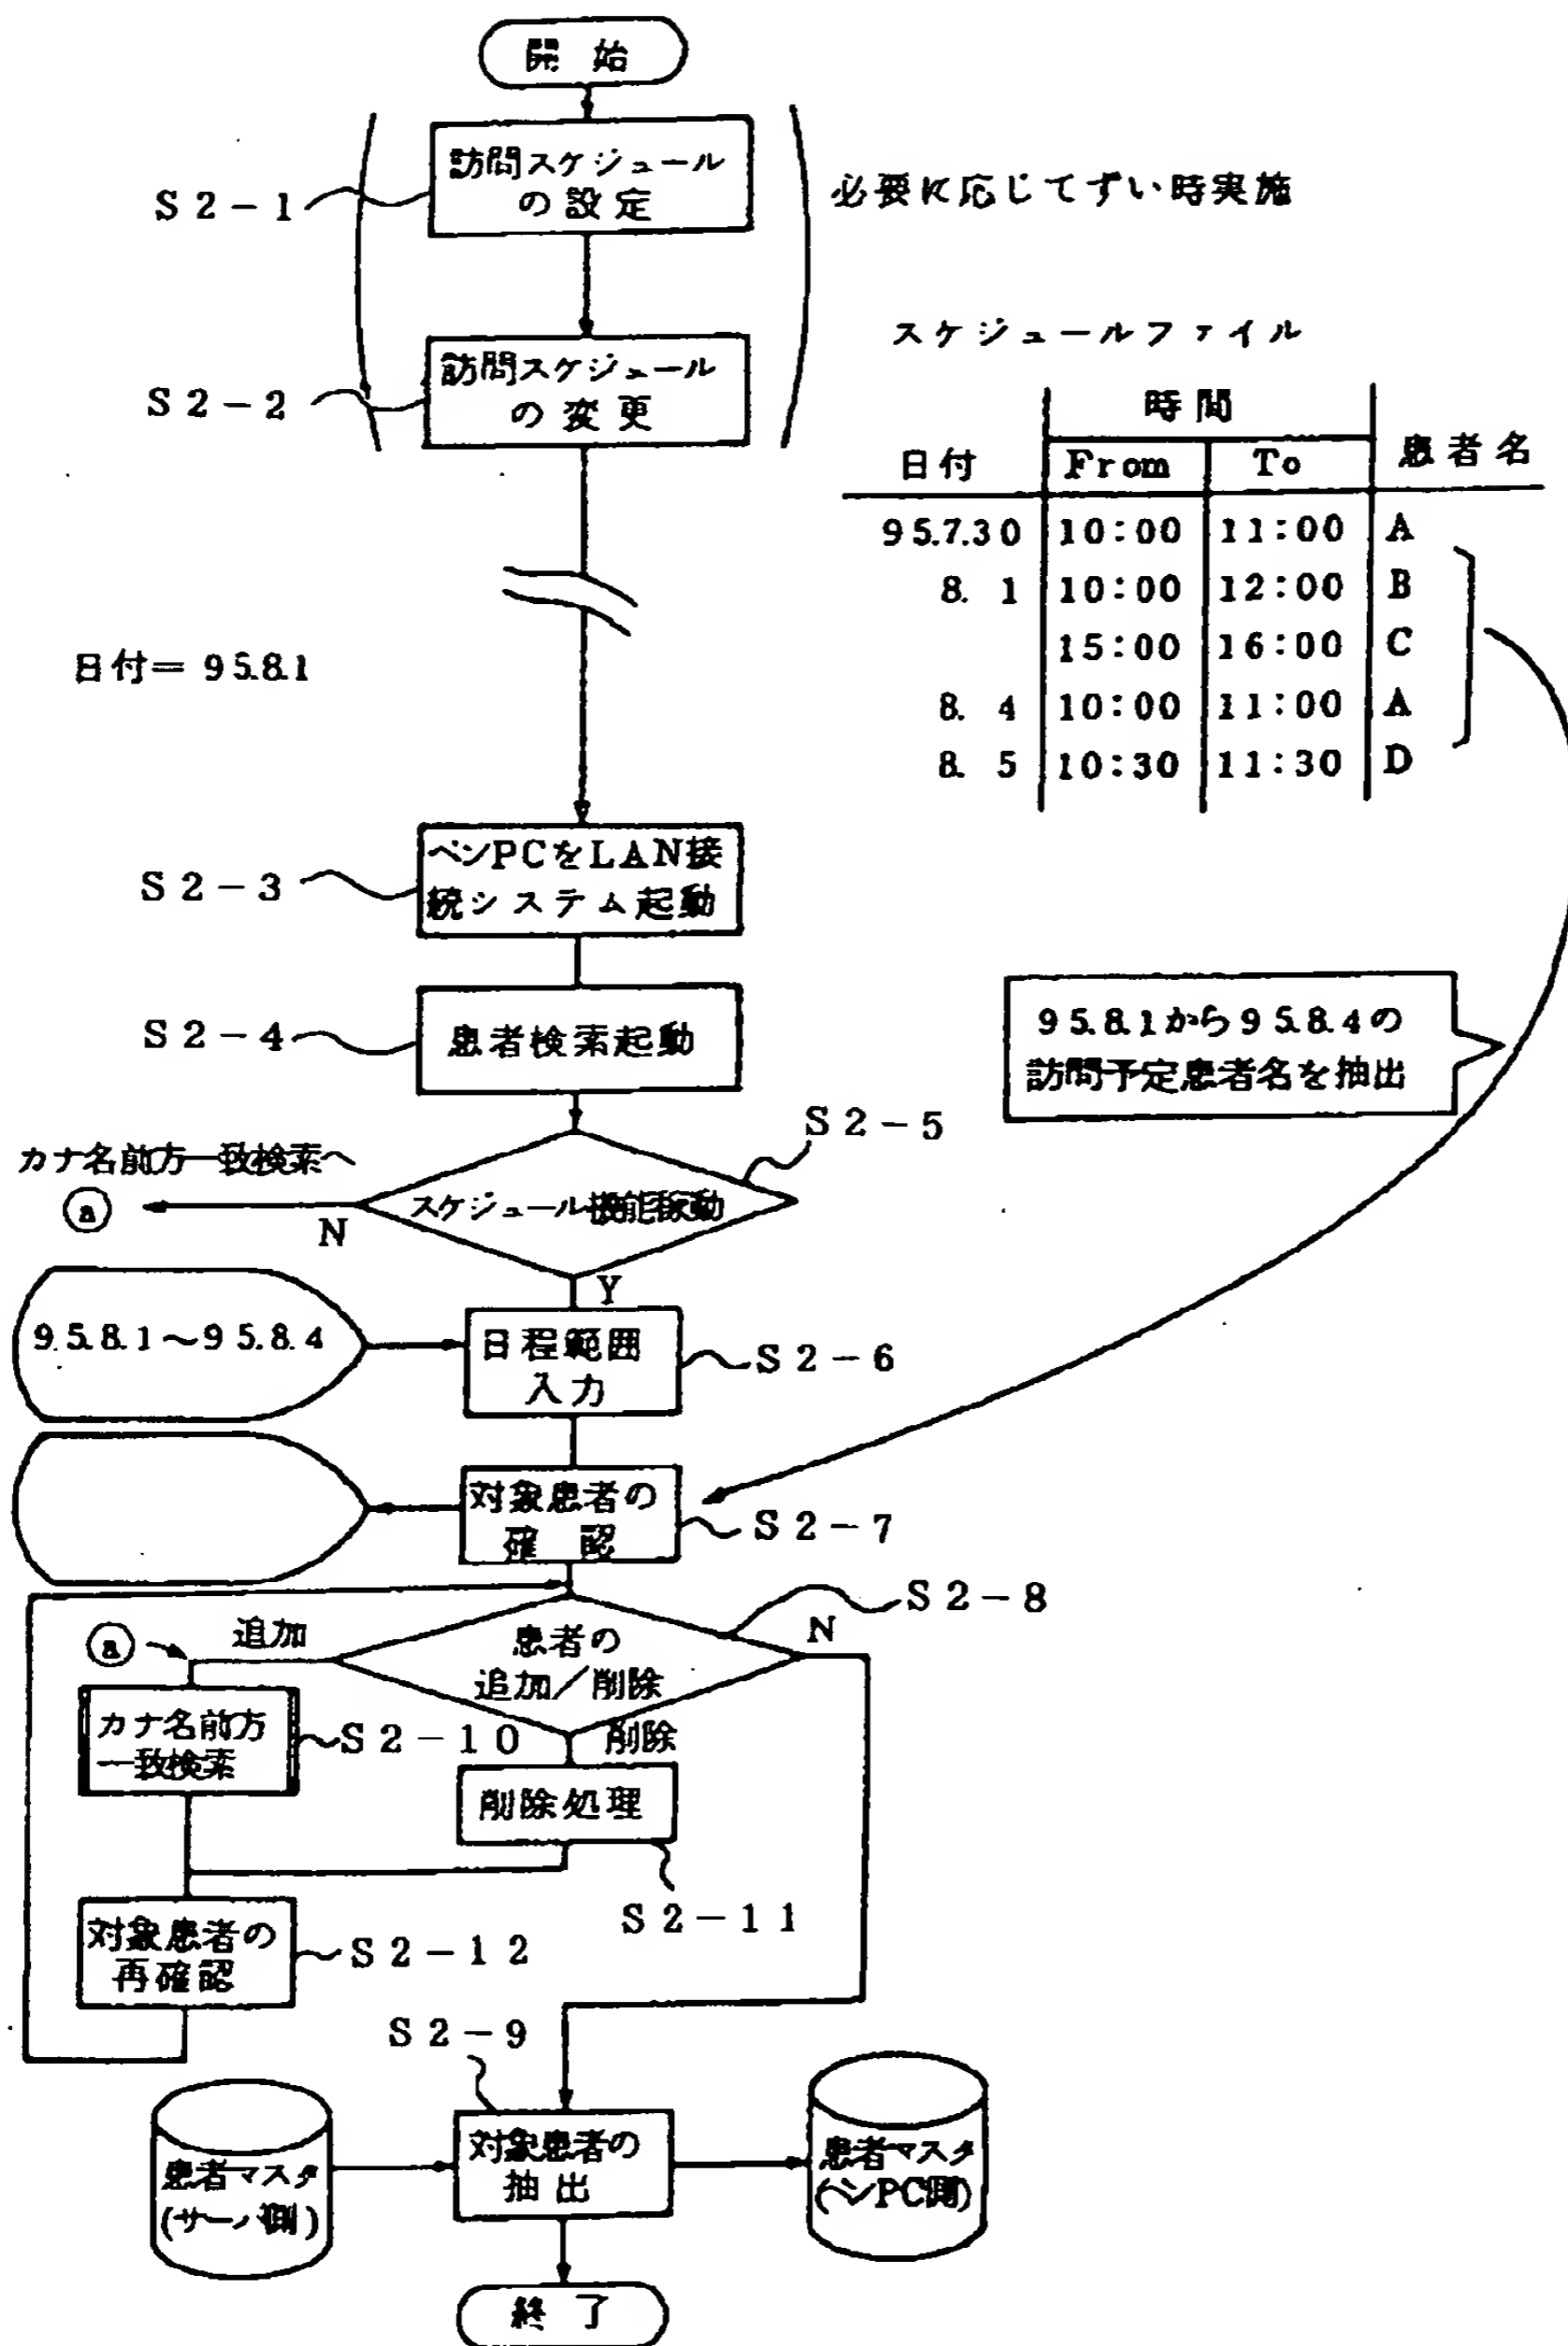 開 始
訪問スケジュール
の 設 定
S2-1
必要に応じてずい時実施
訪問スケジュール
の 変 更
S2-2
スケジュールファイル
時間
日付 From To 患者名
95.7.30 10:00 11:00 A
8. 1 10:00 12:00 B
15:00 16:00 C
8. 4 10:00 11:00 A
8. 5 10:30 11:30 D
日付=95.8.1
ペンPCをLAN接
続システム起動
S2-3
患者検索起動
S2-4
95.8.1から95.8.4の
訪問予定患者名を抽出
S2-5
カナ名前方一致検索へ
a
N
スケジュール機能
Y
9.5.8.1~95.8.4
日程範囲
入力
S2-6
対象患者の
確 認
S2-7
S2-8
a
追加
患者の
追加/削除
N
カナ名前方
一致検索
S2-10
削除
削除処理
S2-11
対象患者の
再確認
S2-12
S2-9
患者マスタ
(サーバ側)
対象患者の
抽 出
患者マスタ
(ペンPC側)
終 了